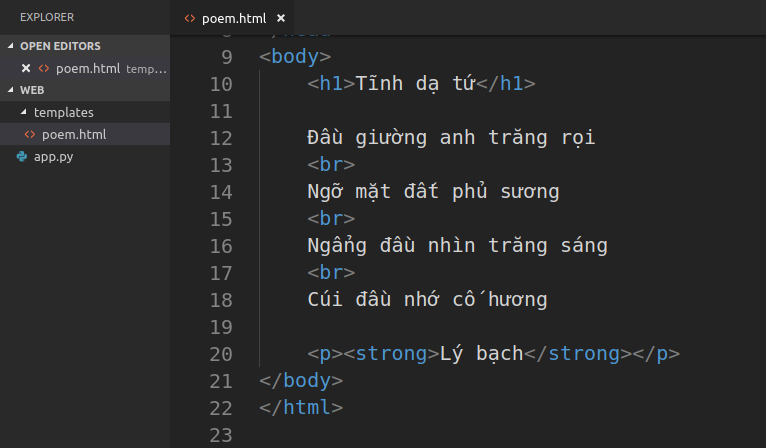 EXPLORER
OPEN EDITORS
poem.html temp...
WEB
templates
poem.html
app.py
poem.html
9 <body>
10 <h1>Tĩnh dạ tứ</h1>
11
12 Đầu giường anh trăng rọi
13 <br>
14 Ngỡ mặt đất phủ sương
15 <br>
16 Ngẩng đầu nhìn trăng sáng
17 <br>
18 Cúi đầu nhớ cố hương
19
20 <p><strong>Lý bạch</strong></p>
21 </body>
22 </html>
23